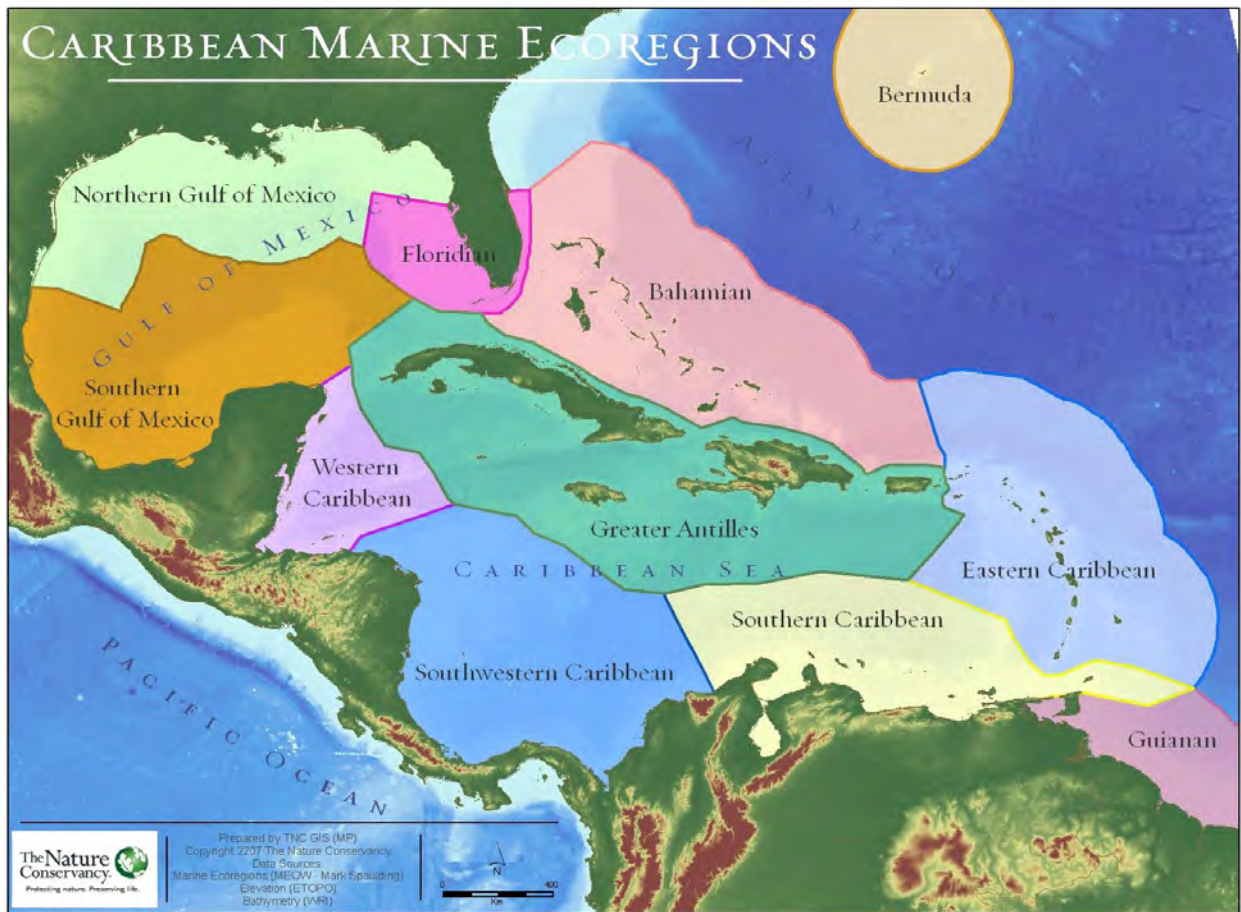 CARIBBEAN MARINE ECOREGIONS
Bermuda
ATLANTIC OCEAN
Northern Gulf of Mexico
GULF OF MEXICO
Floridian
Bahamian
Southern
Gulf of Mexico
Western
Caribbean
Greater Antilles
CARIBBEAN SEA
Eastern Caribbean
Southern Caribbean
Southwestern Caribbean
Guianan
PACIFIC OCEAN
The Nature
Conservancy
Protecting nature. Preserving life.
Prepared by TNC GIS (MP)
Copyright 2207 The Nature Conservancy
Data Sources:
Marine Ecoregions (MEOW - Mark Spaulding)
Elevation (ETOPO)
Bathymetry (WRI)
N
0 400
Km